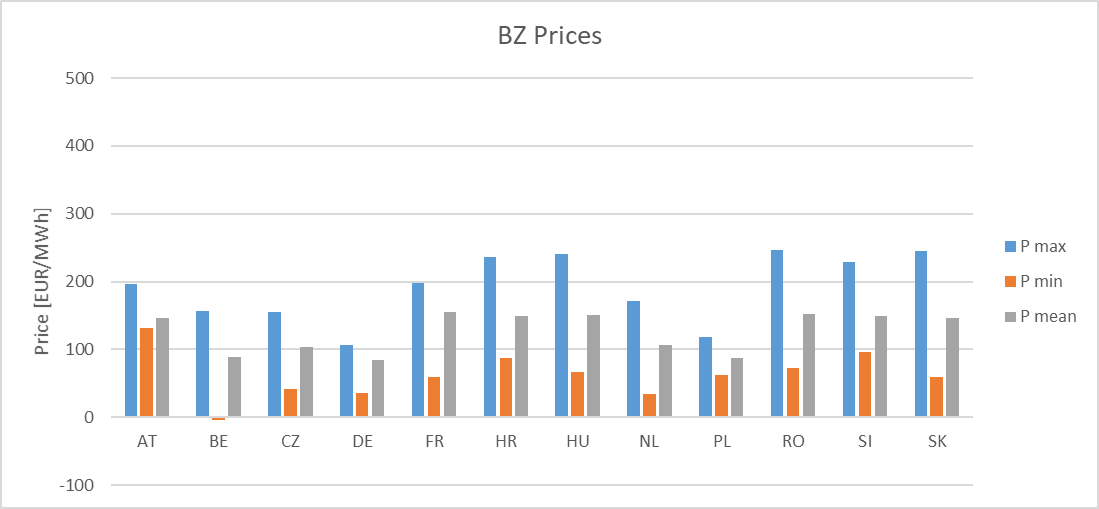 BZ Prices
500
400
300
200
100
0
-100
Price [EUR/MWh]
AT BE CZ DE FR HR HU NL PL RO SI SK
P max
P min
P mean